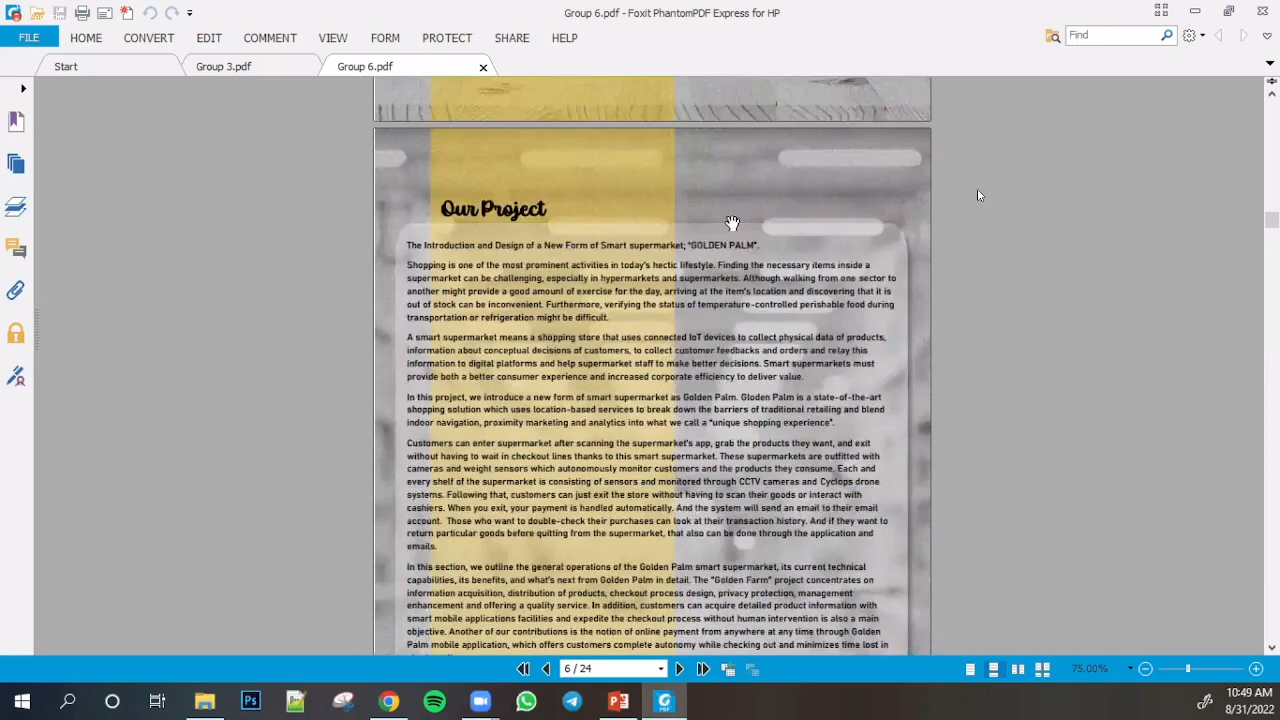 Group 6.pdf - Foxit PhantomPDF Express for HP
FILE HOME CONVERT EDIT COMMENT VIEW FORM PROTECT SHARE HELP
Find
Start Group 3.pdf Group 6.pdf
Our Project
The Introduction and Design of a New Form of Smart supermarket; "GOLDEN PALM".
Shopping is one of the most prominent activities in today's hectic lifestyle. Finding the necessary items inside a
supermarket can be challenging, especially in hypermarkets and supermarkets. Although walking from one sector to
another might provide a good amount of exercise for the day, arriving at the item's location and discovering that it is
out of stock can be inconvenient. Furthermore, verifying the status of temperature-controlled perishable food during
transportation or refrigeration might be difficult.
A smart supermarket means a shopping store that uses connected IoT devices to collect physical data of products,
information about conceptual decisions of customers, to collect customer feedbacks and orders and relay this
information to digital platforms and help supermarket staff to make better decisions. Smart supermarkets must
provide both a better consumer experience and increased corporate efficiency to deliver value.
In this project, we introduce a new form of smart supermarket as Golden Palm. Gloden Palm is a state-of-the-art
shopping solution which uses location-based services to break down the barriers of traditional retailing and blend
indoor navigation, proximity marketing and analytics into what we call a "unique shopping experience".
Customers can enter supermarket after scanning the supermarket's app, grab the products they want, and exit
without having to wait in checkout lines thanks to this smart supermarket. These supermarkets are outfitted with
cameras and weight sensors which autonomously monitor customers and the products they consume. Each and
every shelf of the supermarket is consisting of sensors and monitored through CCTV cameras and Cyclops drone
systems. Following that, customers can just exit the store without having to scan their goods or interact with
cashiers. When you exit, your payment is handled automatically. And the system will send an email to their email
account. Those who want to double-check their purchases can look at their transaction history. And if they want to
return particular goods before quitting from the supermarket, that also can be done through the application and
emails.
In this section, we outline the general operations of the Golden Palm smart supermarket, its current technical
capabilities, its benefits, and what's next from Golden Palm in detail. The "Golden Farm" project concentrates on
information acquisition, distribution of products, checkout process design, privacy protection, management
enhancement and offering a quality service. In addition, customers can acquire detailed product information with
smart mobile applications facilities and expedite the checkout process without human intervention is also a main
objective. Another of our contributions is the notion of online payment from anywhere at any time through Golden
Palm mobile application, which offers customers complete autonomy while checking out and minimizes time lost in
6 / 24
75.00%
10:49 AM
8/31/2022